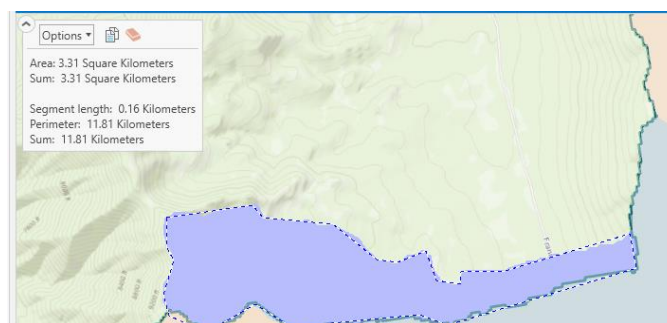 Options
Area: 3.31 Square Kilometers
Sum: 3.31 Square Kilometers
Segment length: 0.16 Kilometers
Perimeter: 11.81 Kilometers
Sum: 11.81 Kilometers
Frank